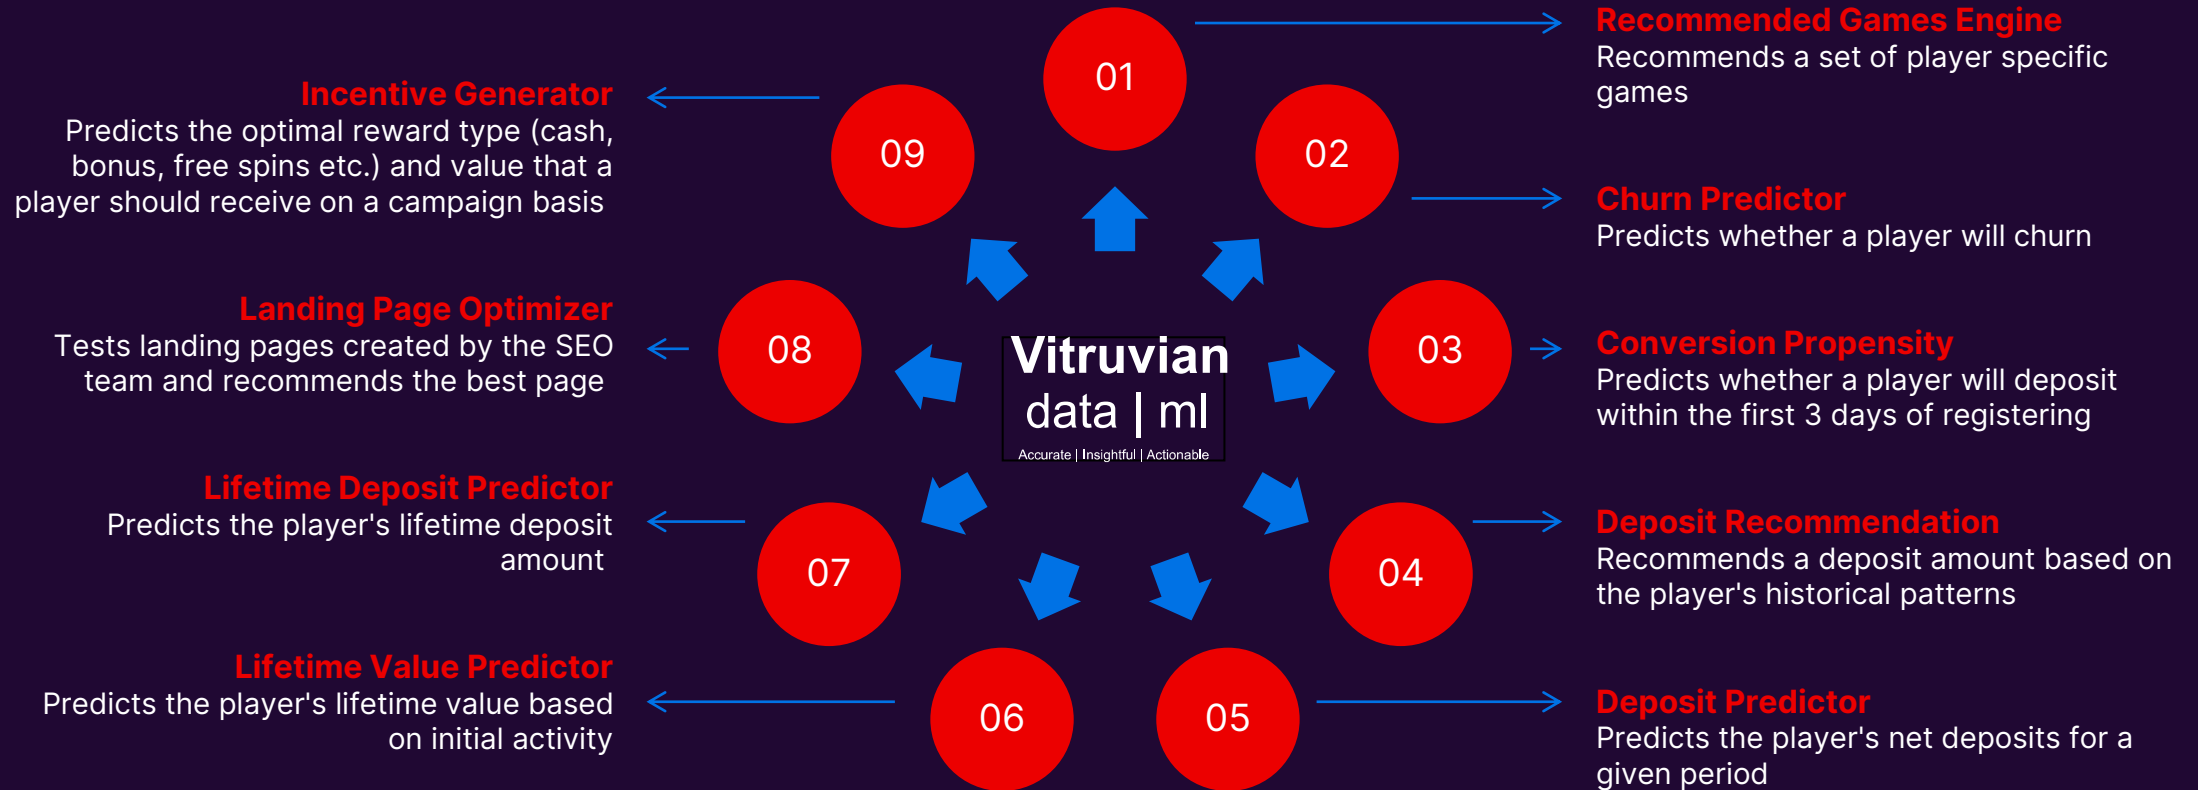 01
Recommended Games Engine
Recommends a set of player specific
games
02
Churn Predictor
Predicts whether a player will churn
03
Conversion Propensity
Predicts whether a player will deposit
within the first 3 days of registering
04
Deposit Recommendation
Recommends a deposit amount based on
the player's historical patterns
05
Deposit Predictor
Predicts the player's net deposits for a
given period
06
Lifetime Value Predictor
Predicts the player's lifetime value based
on initial activity
07
Lifetime Deposit Predictor
Predicts the player's lifetime deposit
amount
08
Landing Page Optimizer
Tests landing pages created by the SEO
team and recommends the best page
09
Incentive Generator
Predicts the optimal reward type (cash,
bonus, free spins etc.) and value that a
player should receive on a campaign basis
Vitruvian
data | ml
Accurate | Insightful | Actionable